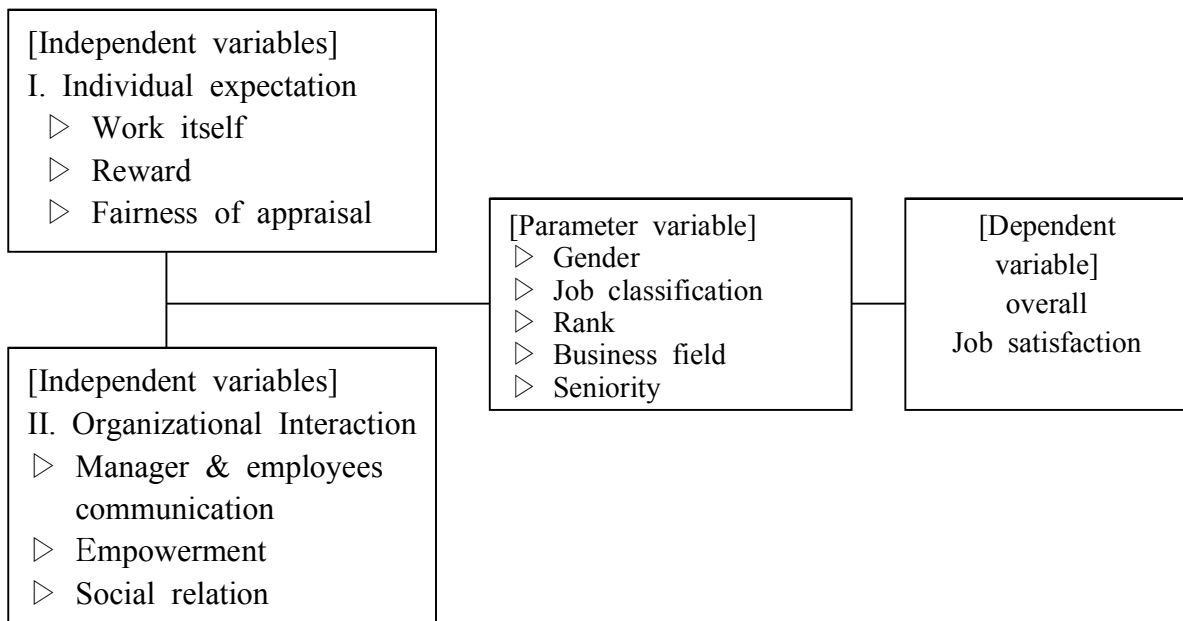 [Independent variables]
I. Individual expectation
▷ Work itself
▷ Reward
▷ Fairness of appraisal
[Independent variables]
II. Organizational Interaction
▷ Manager & employees
communication
▷ Empowerment
▷ Social relation
[Parameter variable]
▷ Gender
▷ Job classification
▷ Rank
▷ Business field
▷ Seniority
[Dependent
variable]
overall
Job satisfaction